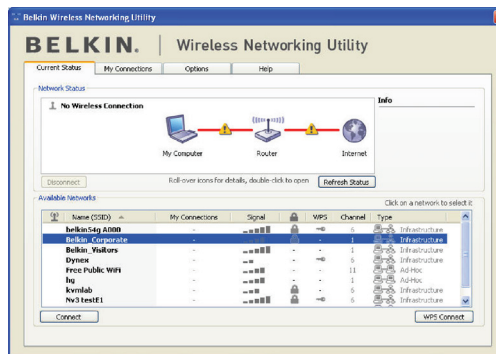 Belkin Wireless Networking Utility
BELKIN. | Wireless Networking Utility
Current Status My Connections Options Help
Network Status
No Wireless Connection
Info
My Computer Router Internet
Disconnect Roll-over icons for details, double-click to open Refresh Status
Available Networks
Click on a network to select it
Name (SSID) My Connections Signal WPS Channel Type
belkin54g A000 - 6 Infrastructure
Belkin_Corporate - - 1 Infrastructure
Belkin_Visitors - - - 1 Infrastructure
Dynex - - 6 Infrastructure
Free Public WiFi - - - 11 Ad-Hoc
hg - - - 1 Ad-Hoc
kvmlab - - 6 Infrastructure
Nv3 testE1 - 6 Infrastructure
Connect WPS Connect